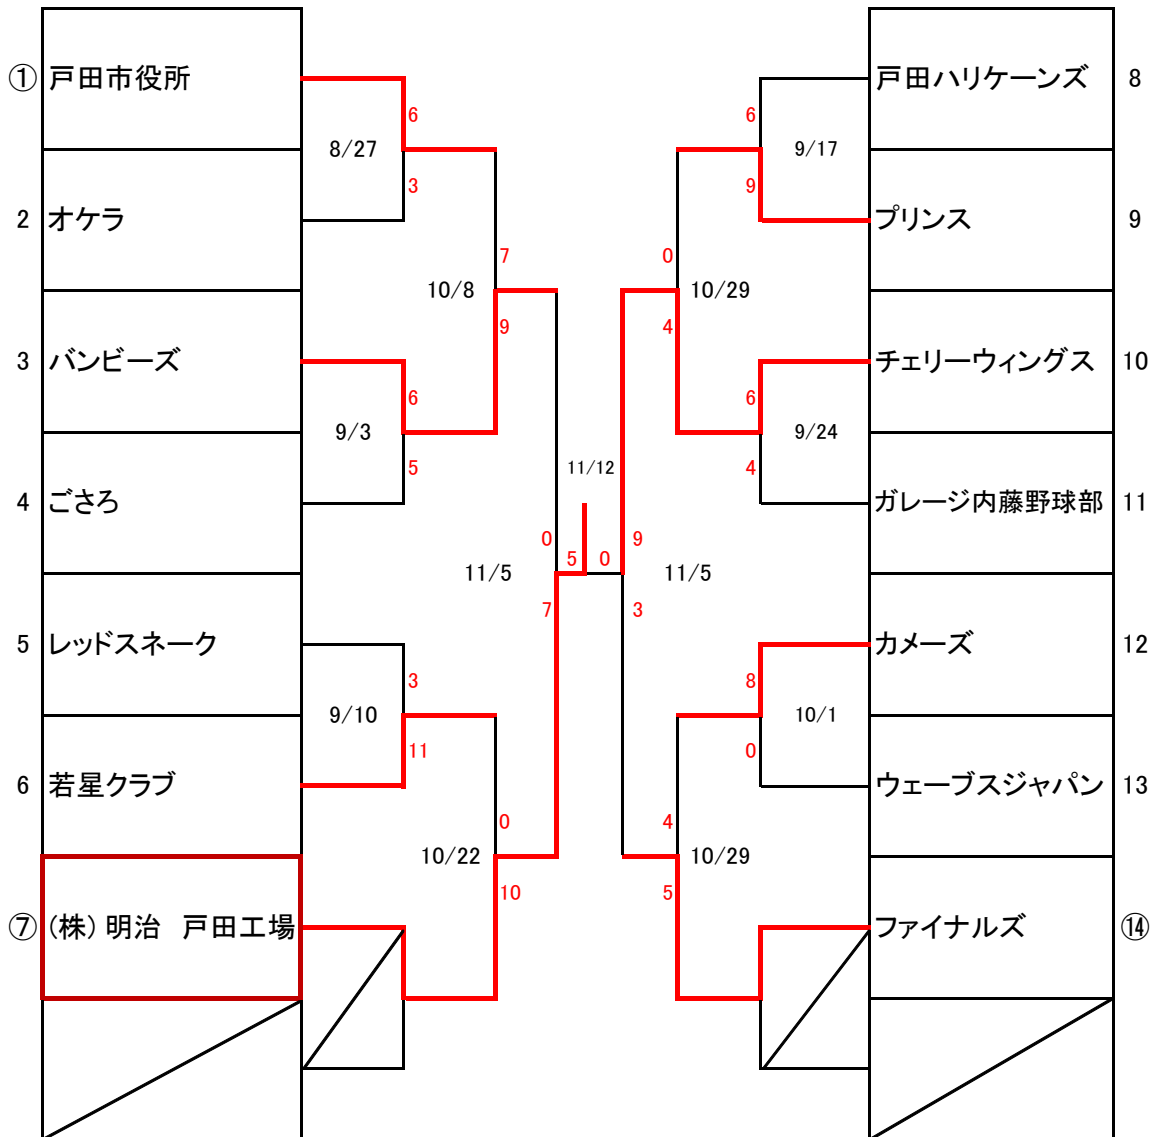 ① 戸田市役所
2 オケラ
3 バンビーズ
4 ごさろ
5 レッドスネーク
6 若星クラブ
⑦ (株)明治　戸田工場
8/27
6
3
9/3
6
5
9/10
3
11
10/8
7
9
10/22
0
10
11/5
0
7
11/12
5 0
11/5
9
3
10/29
0
4
10/29
4
5
9/17
6
9
9/24
6
4
10/1
8
0
戸田ハリケーンズ 8
プリンス 9
チェリーウィングス 10
ガレージ内藤野球部 11
カメーズ 12
ウェーブスジャパン 13
ファイナルズ ⑭